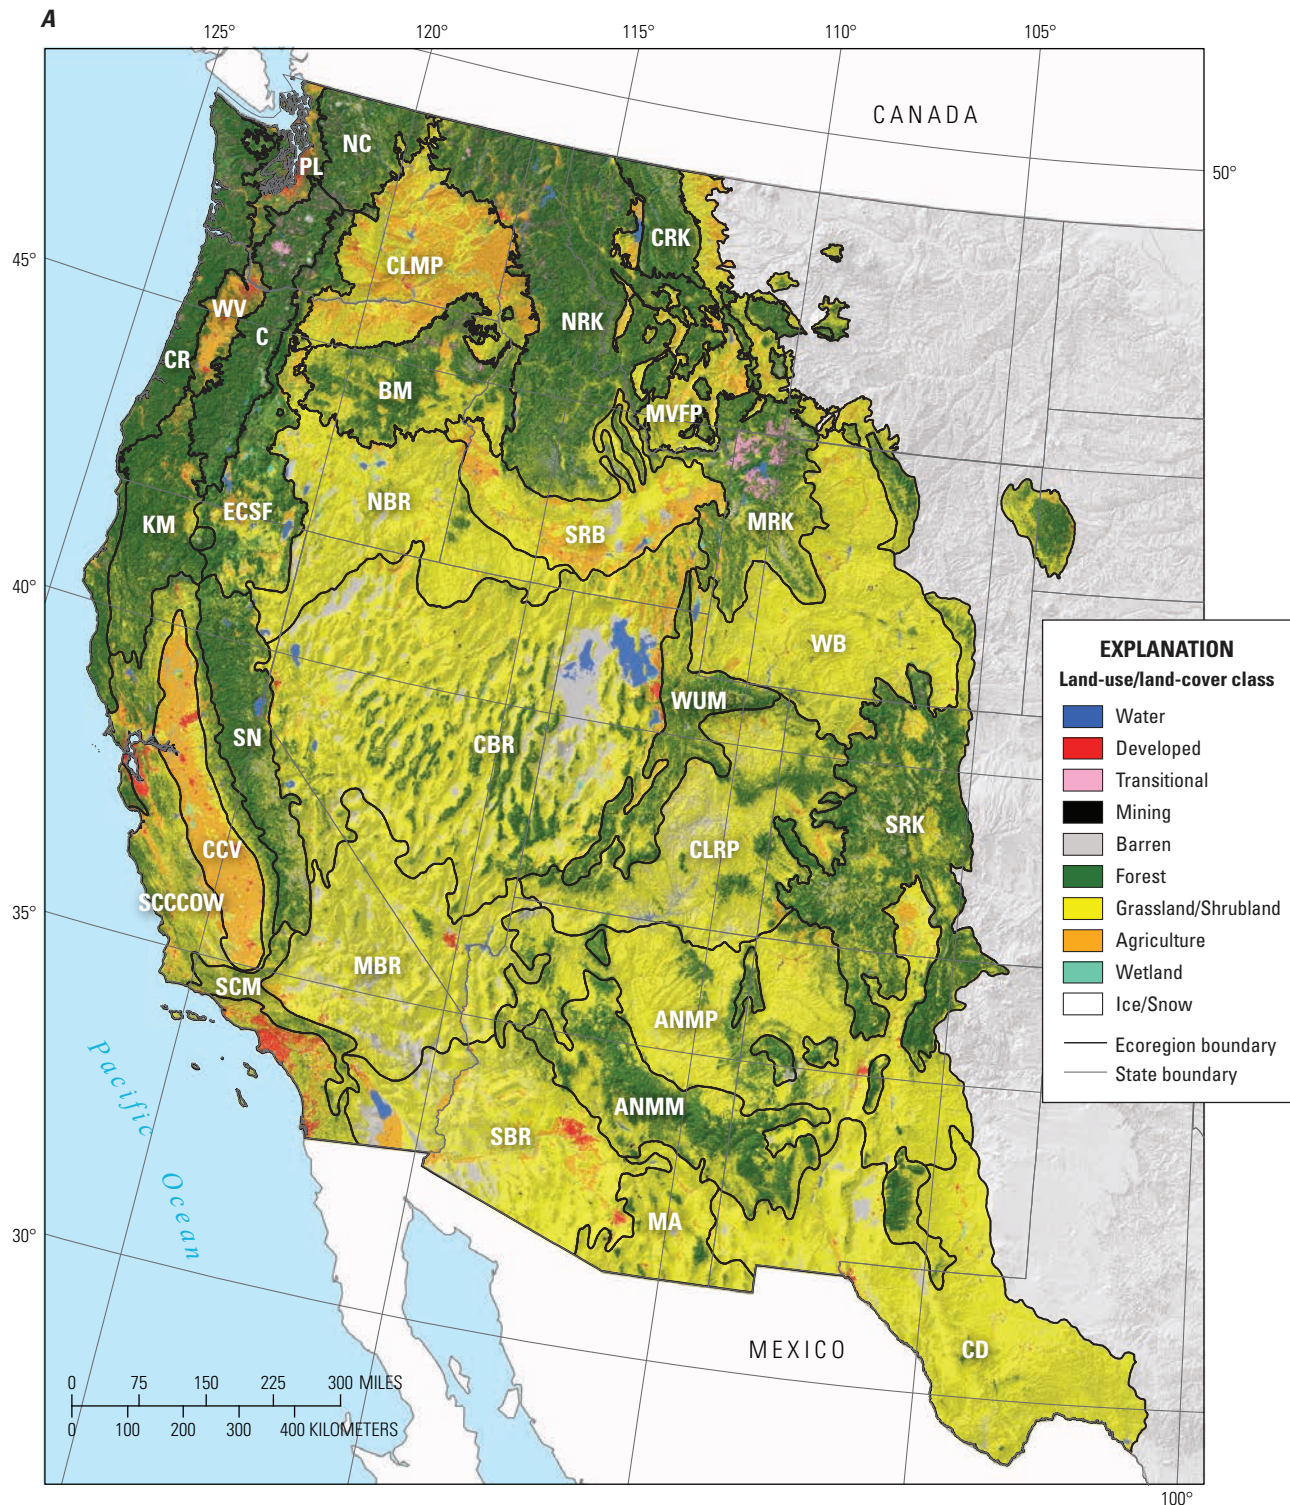 A
125°
120°
115°
110°
105°
CANADA
50°
45°
40°
35°
30°
100°
NC
PL
CRK
CLMP
WV
C
NRK
CR
BM
MVFP
NBR
ECSF
KM
SRB
MRK
WB
WUM
SN
CBR
SRK
CCV
CLRP
SCCCOW
MBR
SCM
ANMP
ANMM
SBR
MA
CD
Pacific
Ocean
MEXICO
EXPLANATION
Land-use/land-cover class
Water
Developed
Transitional
Mining
Barren
Forest
Grassland/Shrubland
Agriculture
Wetland
Ice/Snow
Ecoregion boundary
State boundary
0 75 150 225 300 MILES
0 100 200 300 400 KILOMETERS